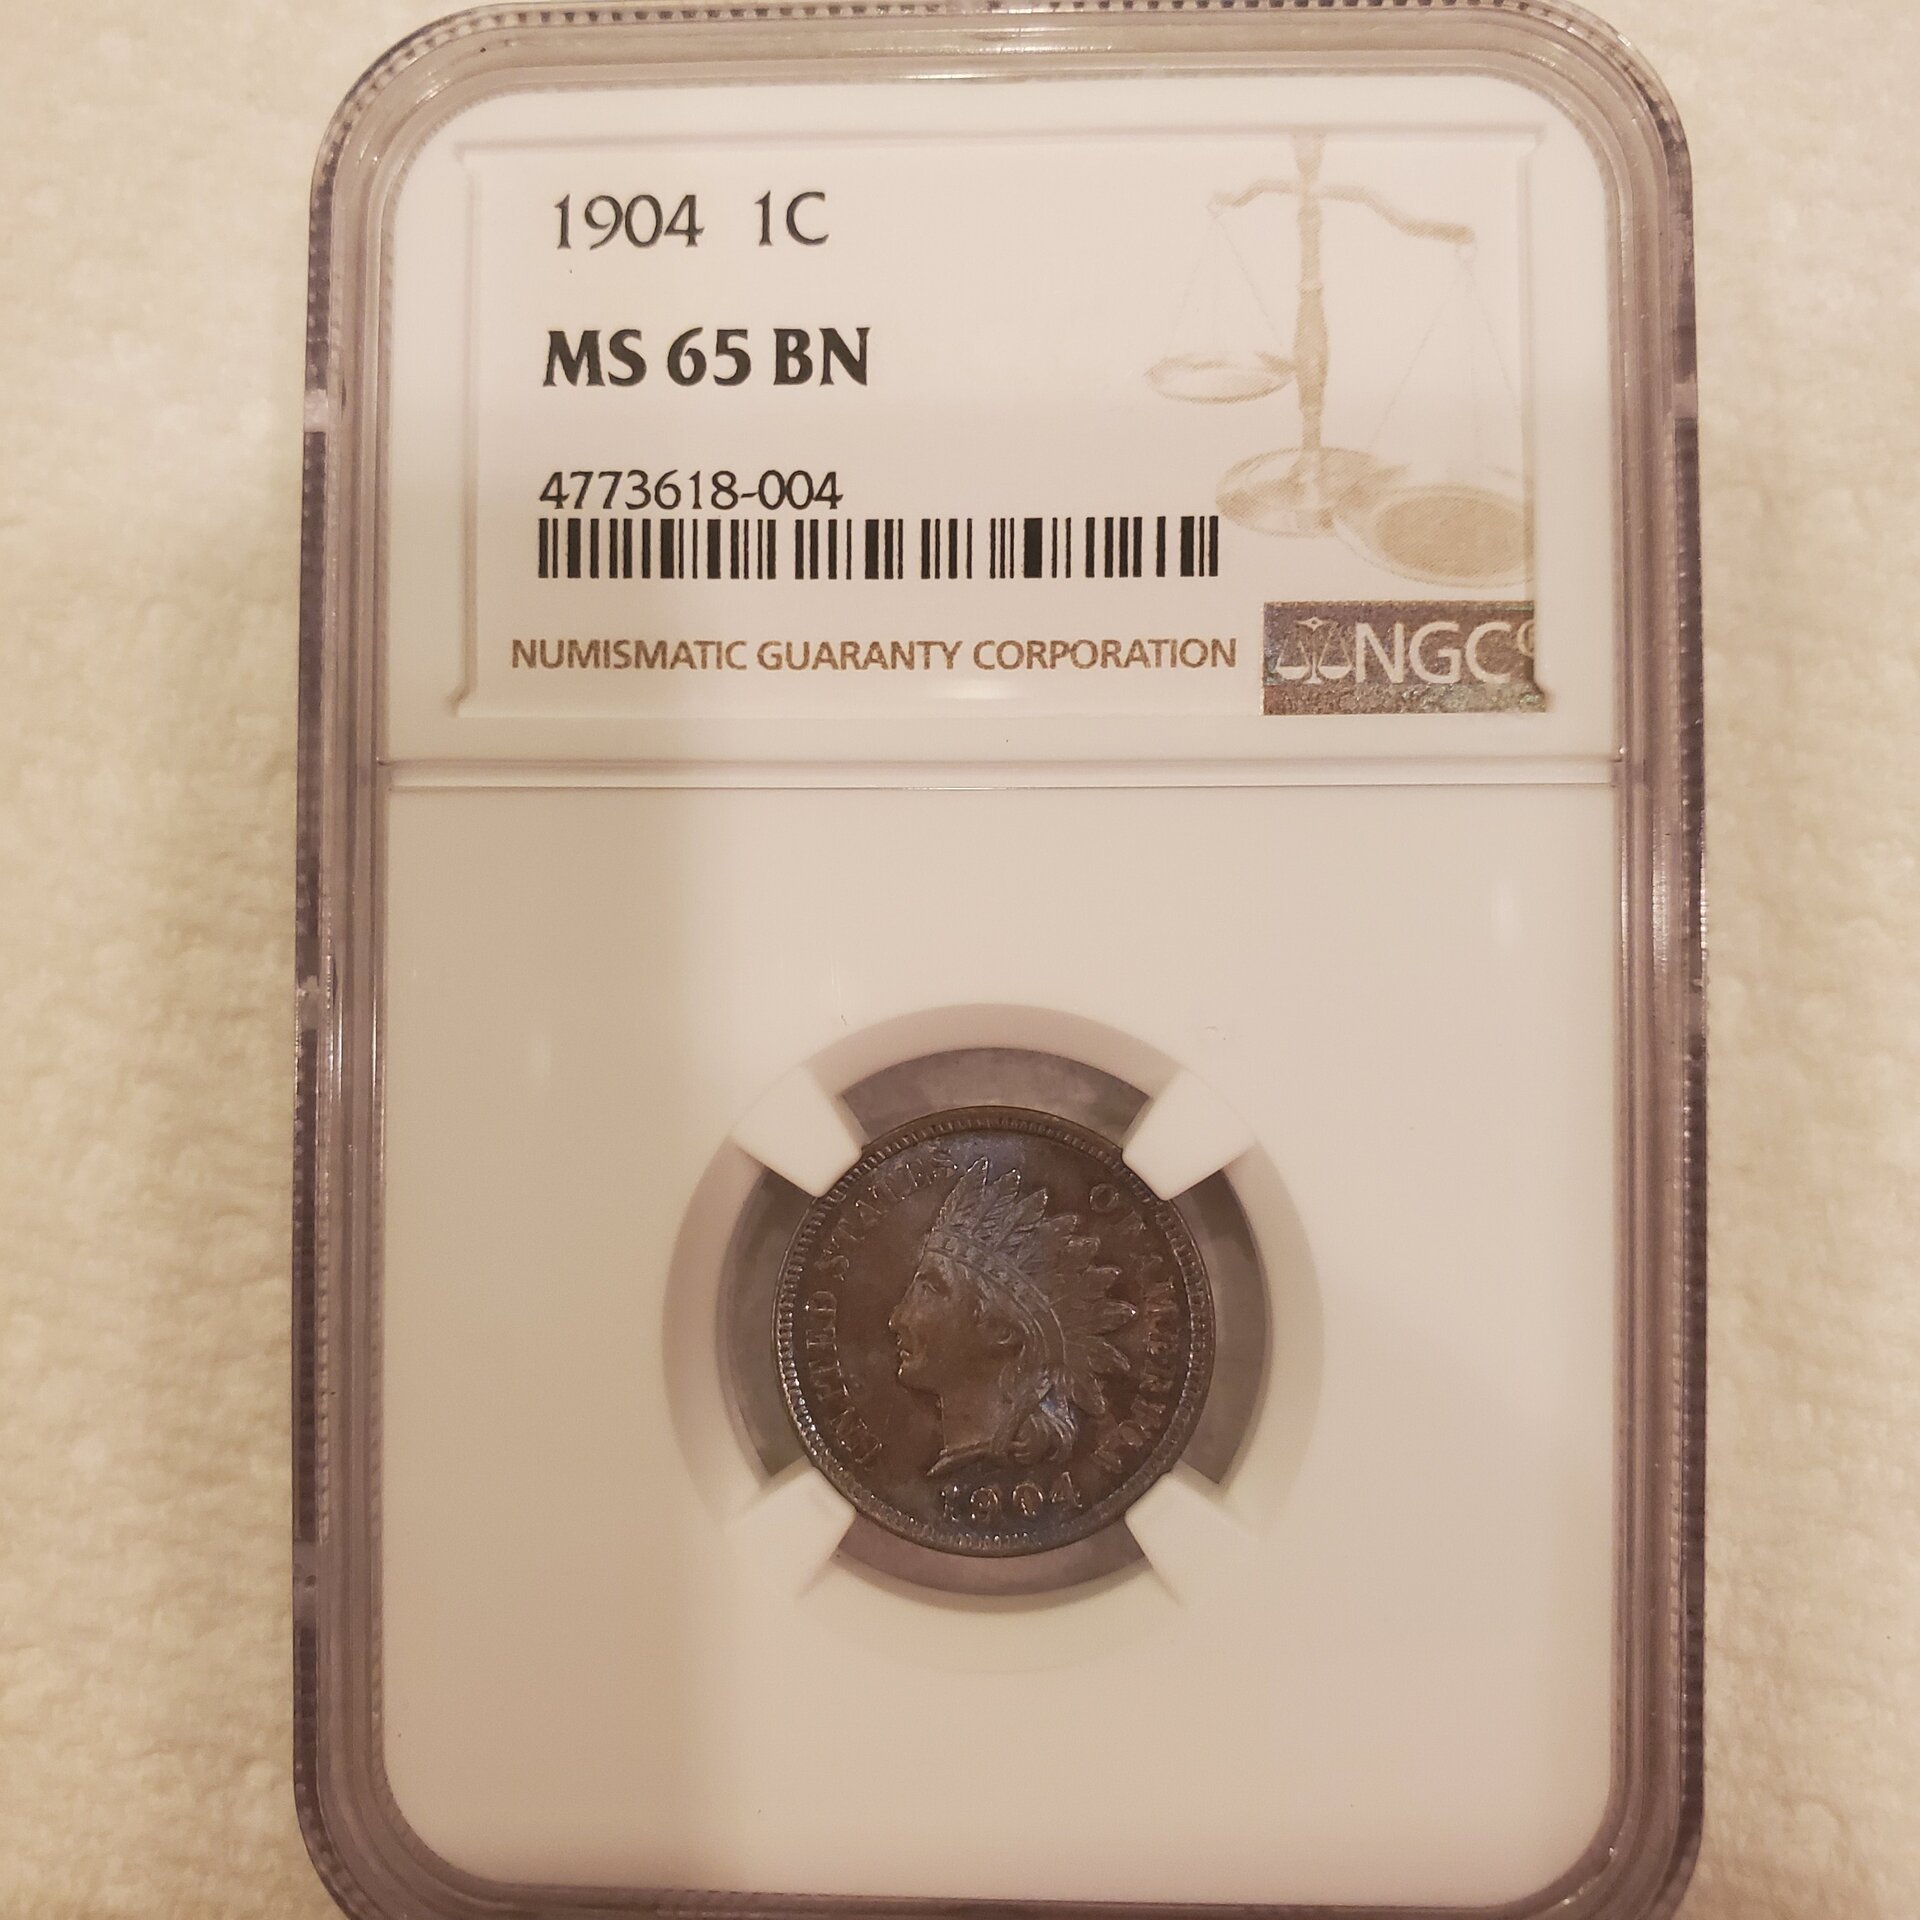 1904 1C
MS 65 BN
4773618-004
NUMISMATIC GUARANTY CORPORATION
NGC
UNITED STATES OF AMERICA
1904